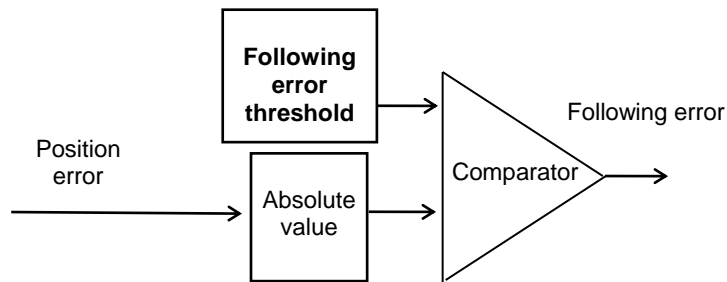 Following
error
threshold
Following error
Position
error
Comparator
Absolute
value